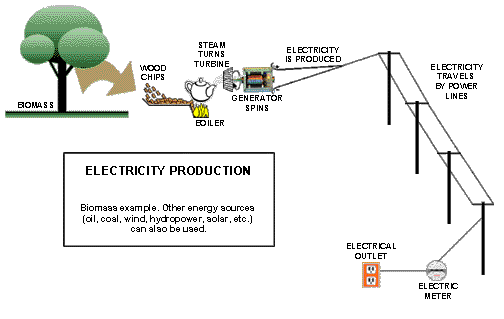 BIOMASS
WOOD
CHIPS
STEAM
TURNS
TURBINE
BOILER
GENERATOR
SPINS
ELECTRICITY
IS PRODUCED
ELECTRICITY
TRAVELS
BY POWER
LINES
ELECTRICITY PRODUCTION
Biomass example. Other energy sources
(oil, coal, wind, hydropower, solar, etc.)
can also be used.
ELECTRICAL
OUTLET
ELECTRIC
METER